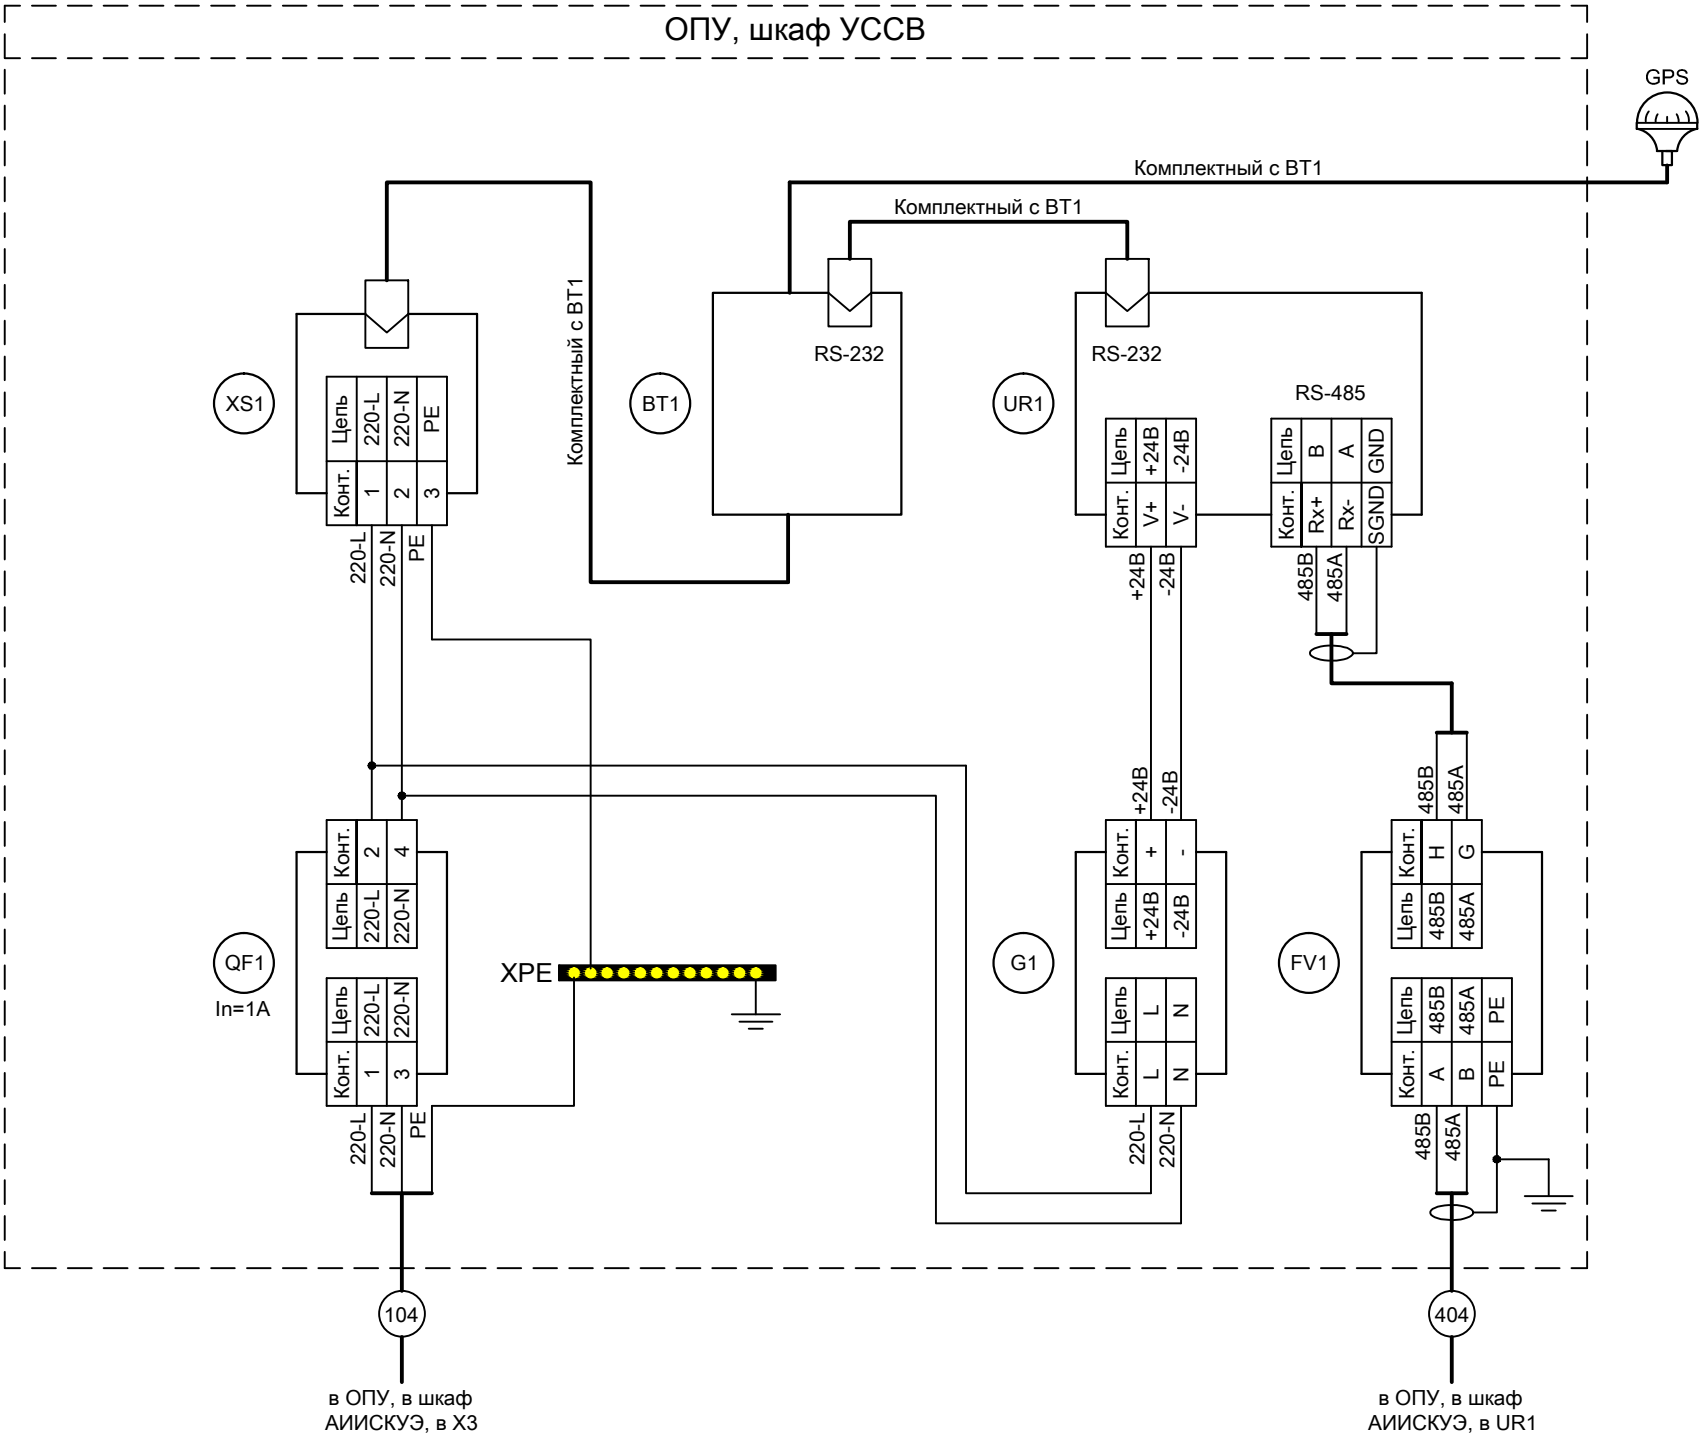 ОПУ, шкаф УССВ
GPS
Комплектный с BT1
Комплектный с BT1
Комплектный с BT1
RS-232
RS-232
XS1
BT1
UR1
RS-485
Цепь
220-L
220-N
PE
Конт.
1
2
3
220-L
220-N
PE
Цепь
+24В
-24В
Конт.
V+
V-
+24В
-24В
Цепь
B
A
GND
Конт.
Rx+
Rx-
SGND
485B
485A
+24В
-24В
485B
485A
Конт.
2
4
Цепь
220-L
220-N
QF1
In=1A
Цепь
220-L
220-N
Конт.
1
3
220-L
220-N
PE
XPE
Конт.
+
-
Цепь
+24В
-24В
G1
Цепь
L
N
Конт.
L
N
220-L
220-N
Конт.
H
G
Цепь
485B
485A
FV1
Цепь
485B
485A
PE
Конт.
A
B
PE
485B
485A
104
404
в ОПУ, в шкаф
АИИСКУЭ, в X3
в ОПУ, в шкаф
АИИСКУЭ, в UR1